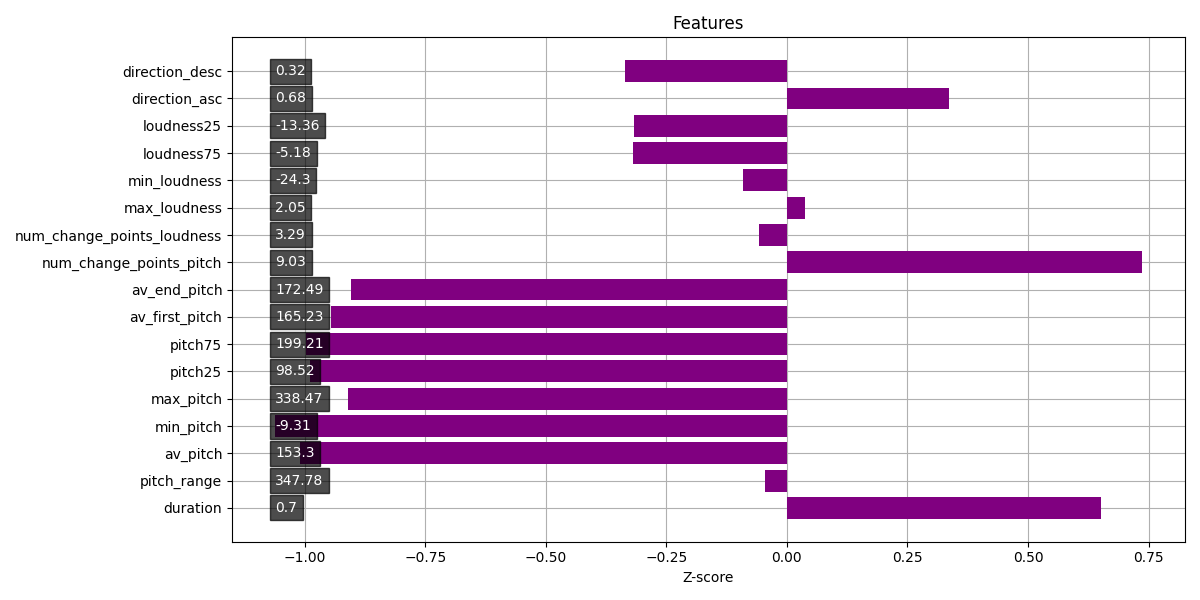 Features
direction_desc 0.32
direction_asc 0.68
loudness25 -13.36
loudness75 -5.18
min_loudness -24.3
max_loudness 2.05
num_change_points_loudness 3.29
num_change_points_pitch 9.03
av_end_pitch 172.49
av_first_pitch 165.23
pitch75 199.21
pitch25 98.52
max_pitch 338.47
min_pitch -9.31
av_pitch 153.3
pitch_range 347.78
duration 0.7
−1.00 −0.75 −0.50 −0.25 0.00 0.25 0.50 0.75
Z-score